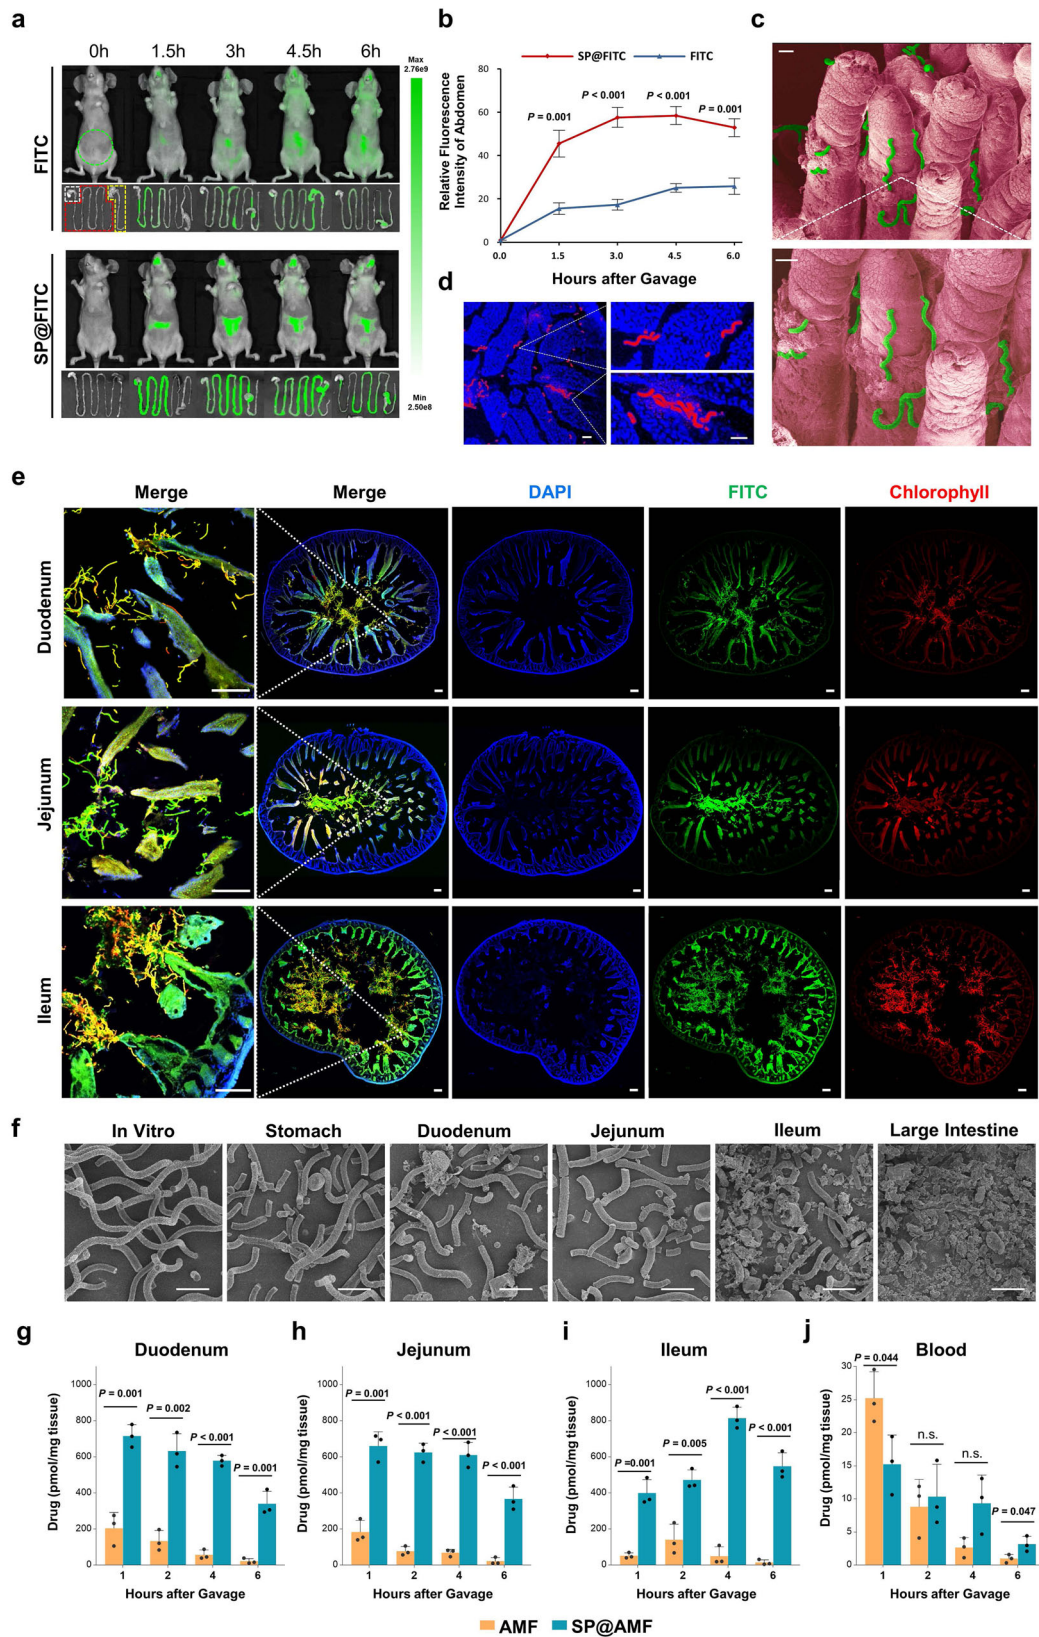 a
0h 1.5h 3h 4.5h 6h
FITC
SP@FITC
Max
2.76e9
Min
2.50e8
b
SP@FITC FITC
Relative Fluorescence
Intensity of Abdomen
80
60
40
20
0
P = 0.001
P < 0.001
P < 0.001
P = 0.001
0.0 1.5 3.0 4.5 6.0
Hours after Gavage
c
d
e
Merge Merge DAPI FITC Chlorophyll
Duodenum
Jejunum
Ileum
f
In Vitro Stomach Duodenum Jejunum Ileum Large Intestine
g
Duodenum
Drug (pmol/mg tissue)
1000
800
600
400
200
0
P = 0.001
P = 0.002
P < 0.001
P = 0.001
1 2 4 6
Hours after Gavage
h
Jejunum
Drug (pmol/mg tissue)
1000
800
600
400
200
0
P = 0.001
P < 0.001
P < 0.001
P < 0.001
1 2 4 6
Hours after Gavage
i
Ileum
Drug (pmol/mg tissue)
1000
800
600
400
200
0
P =0.001
P = 0.005
P < 0.001
P < 0.001
1 2 4 6
Hours after Gavage
j
Blood
Drug (pmol/mg tissue)
30
25
20
15
10
5
0
P = 0.044
n.s.
n.s.
P = 0.047
1 2 4 6
Hours after Gavage
AMF SP@AMF